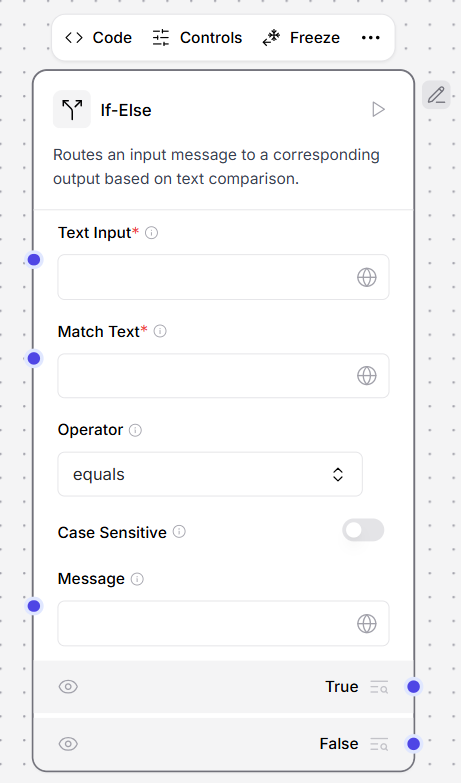 Code Controls Freeze
If-Else
Routes an input message to a corresponding
output based on text comparison.
Text Input*
Match Text*
Operator
equals
Case Sensitive
Message
True
False